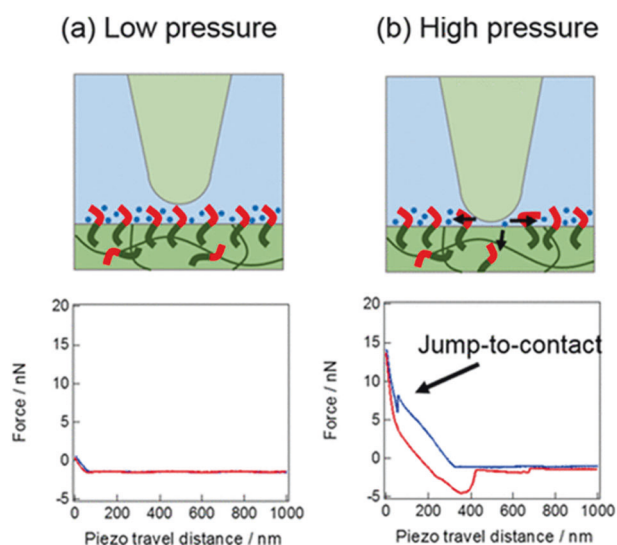 (a) Low pressure
(b) High pressure
20
15
10
5
0
-5
Force / nN
0 200 400 600 800 1000
Piezo travel distance / nm
20
15
10
5
0
-5
Force / nN
Jump-to-contact
0 200 400 600 800 1000
Piezo travel distance / nm